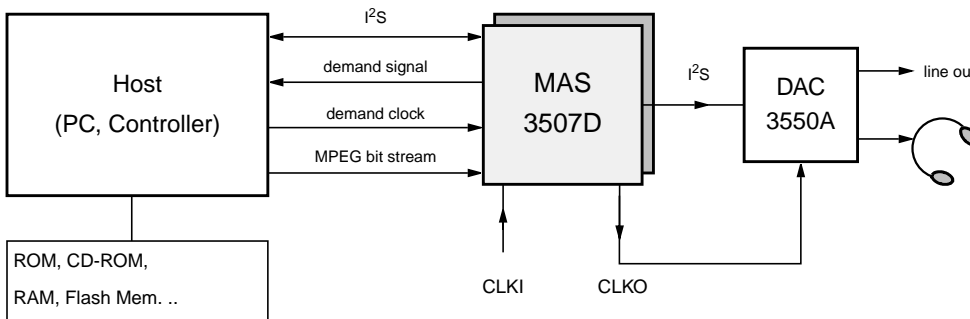 I²S
demand signal
demand clock
MPEG bit stream
Host
(PC, Controller)
MAS
3507D
I²S
DAC
3550A
line ou
CLKI
CLKO
ROM, CD-ROM,
RAM, Flash Mem. ..